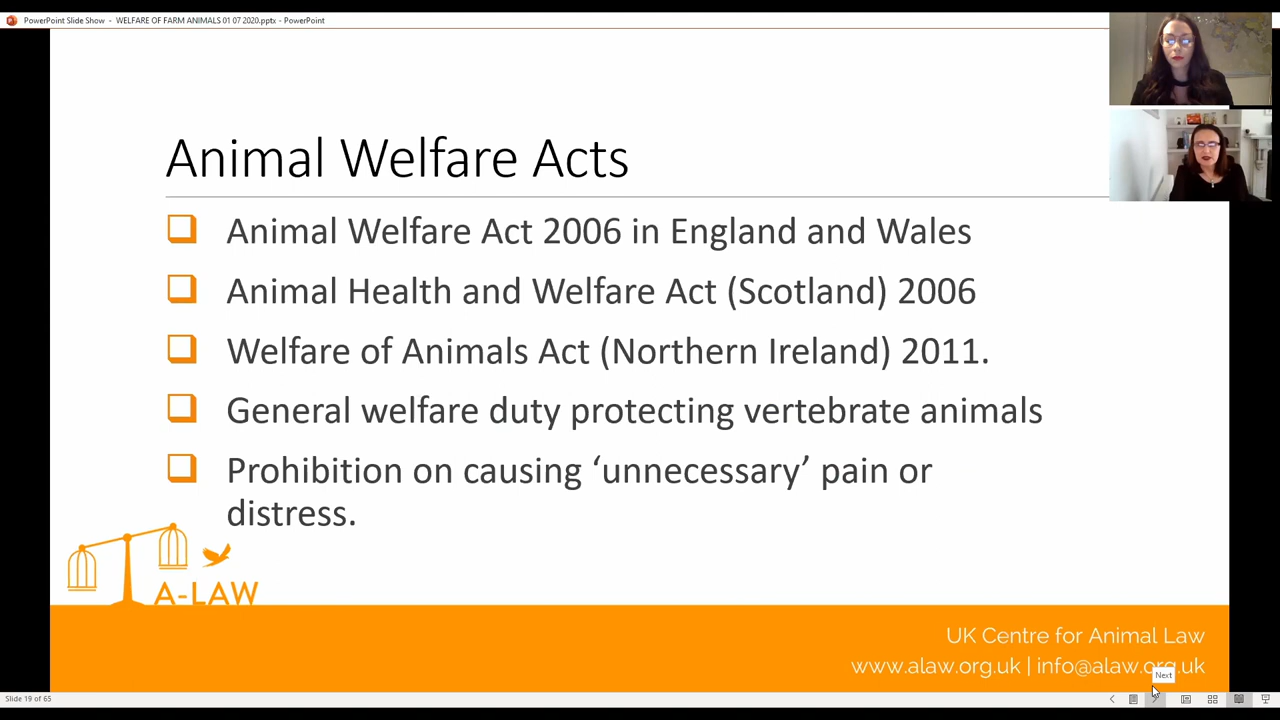 PowerPoint Slide Show - WELFARE OF FARM ANIMALS 01 07 2020.pptx - PowerPoint
Animal Welfare Acts
Animal Welfare Act 2006 in England and Wales
Animal Health and Welfare Act (Scotland) 2006
Welfare of Animals Act (Northern Ireland) 2011.
General welfare duty protecting vertebrate animals
Prohibition on causing ‘unnecessary’ pain or
distress.
A-LAW
UK Centre for Animal Law
www.alaw.org.uk | info@alaw.org.uk
Next
Slide 19 of 65